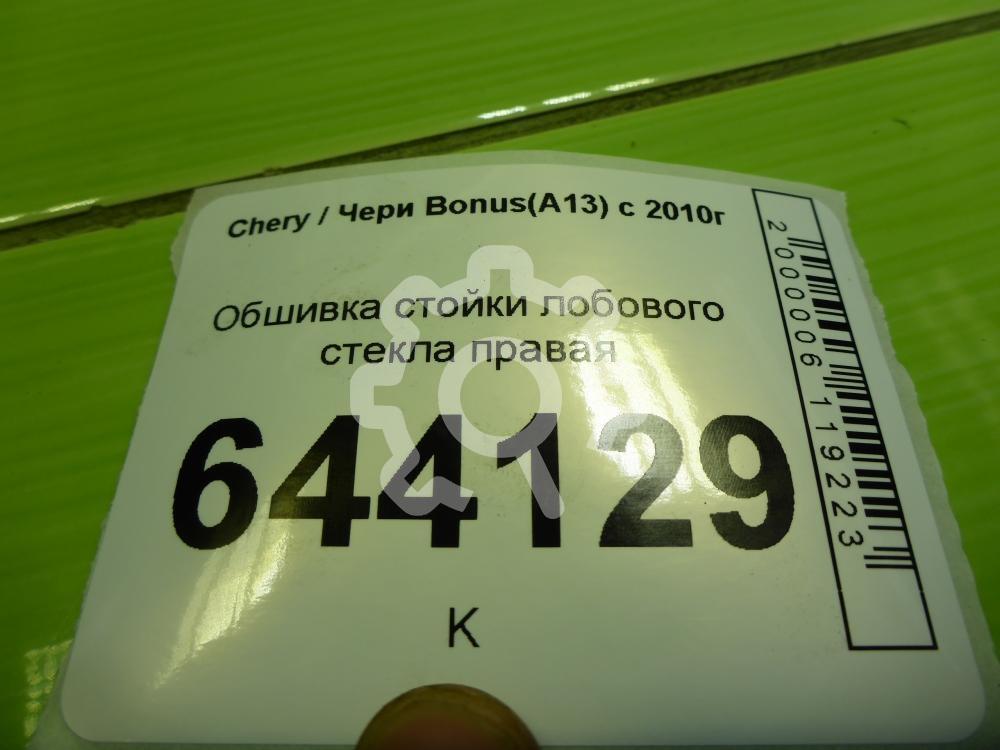 Chery / Чери Bonus(A13) с 2010г
Обшивка стойки лобового
стекла правая
644129
К
2000006119223